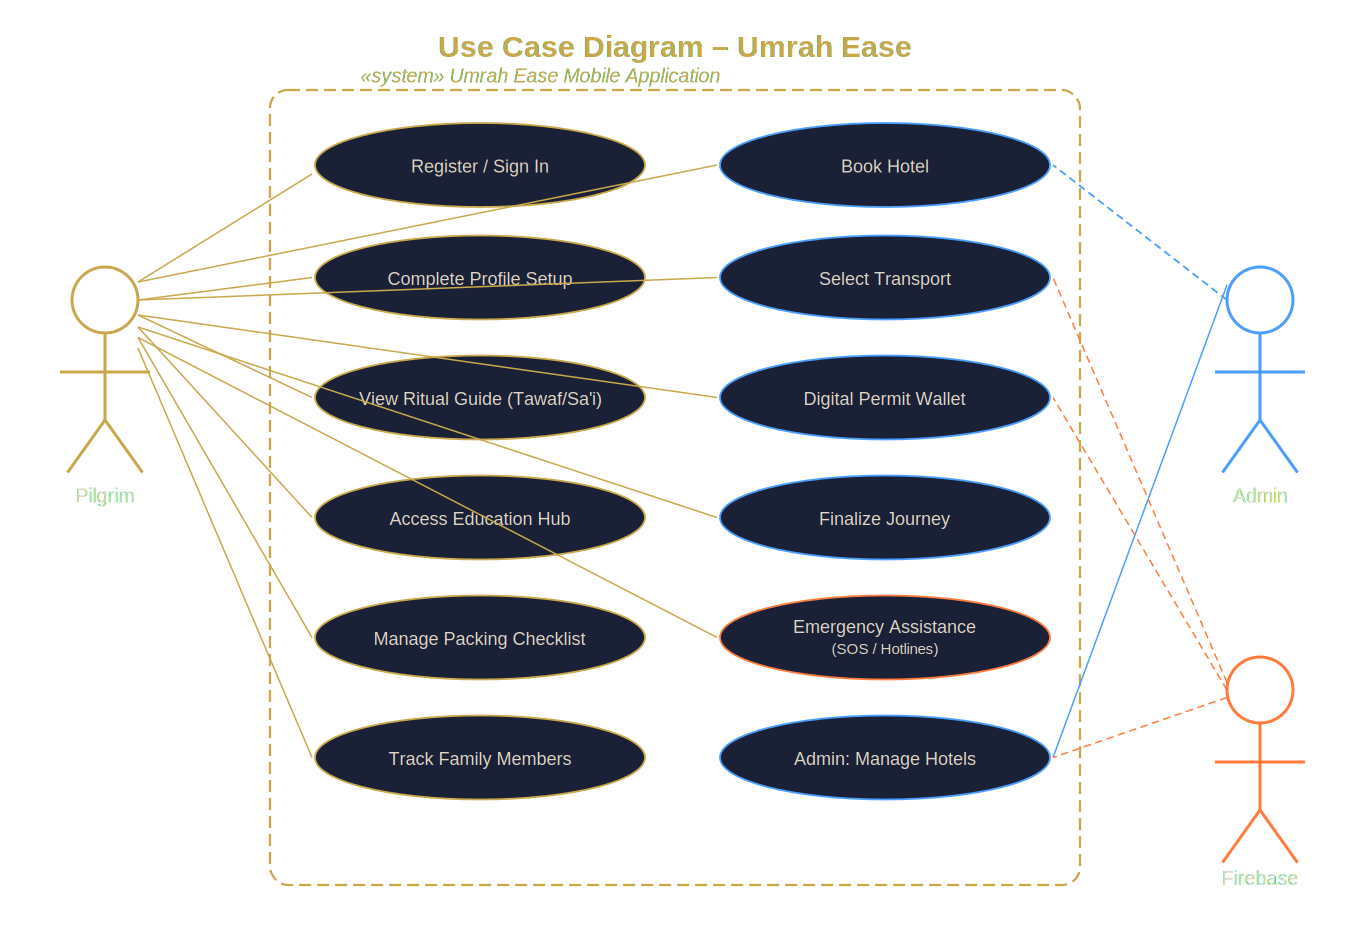 Use Case Diagram – Umrah Ease
«system» Umrah Ease Mobile Application
Register / Sign In
Book Hotel
Complete Profile Setup
Select Transport
View Ritual Guide (Tawaf/Sa'i)
Digital Permit Wallet
Pilgrim
Admin
Access Education Hub
Finalize Journey
Manage Packing Checklist
Emergency Assistance
(SOS / Hotlines)
Track Family Members
Admin: Manage Hotels
Firebase